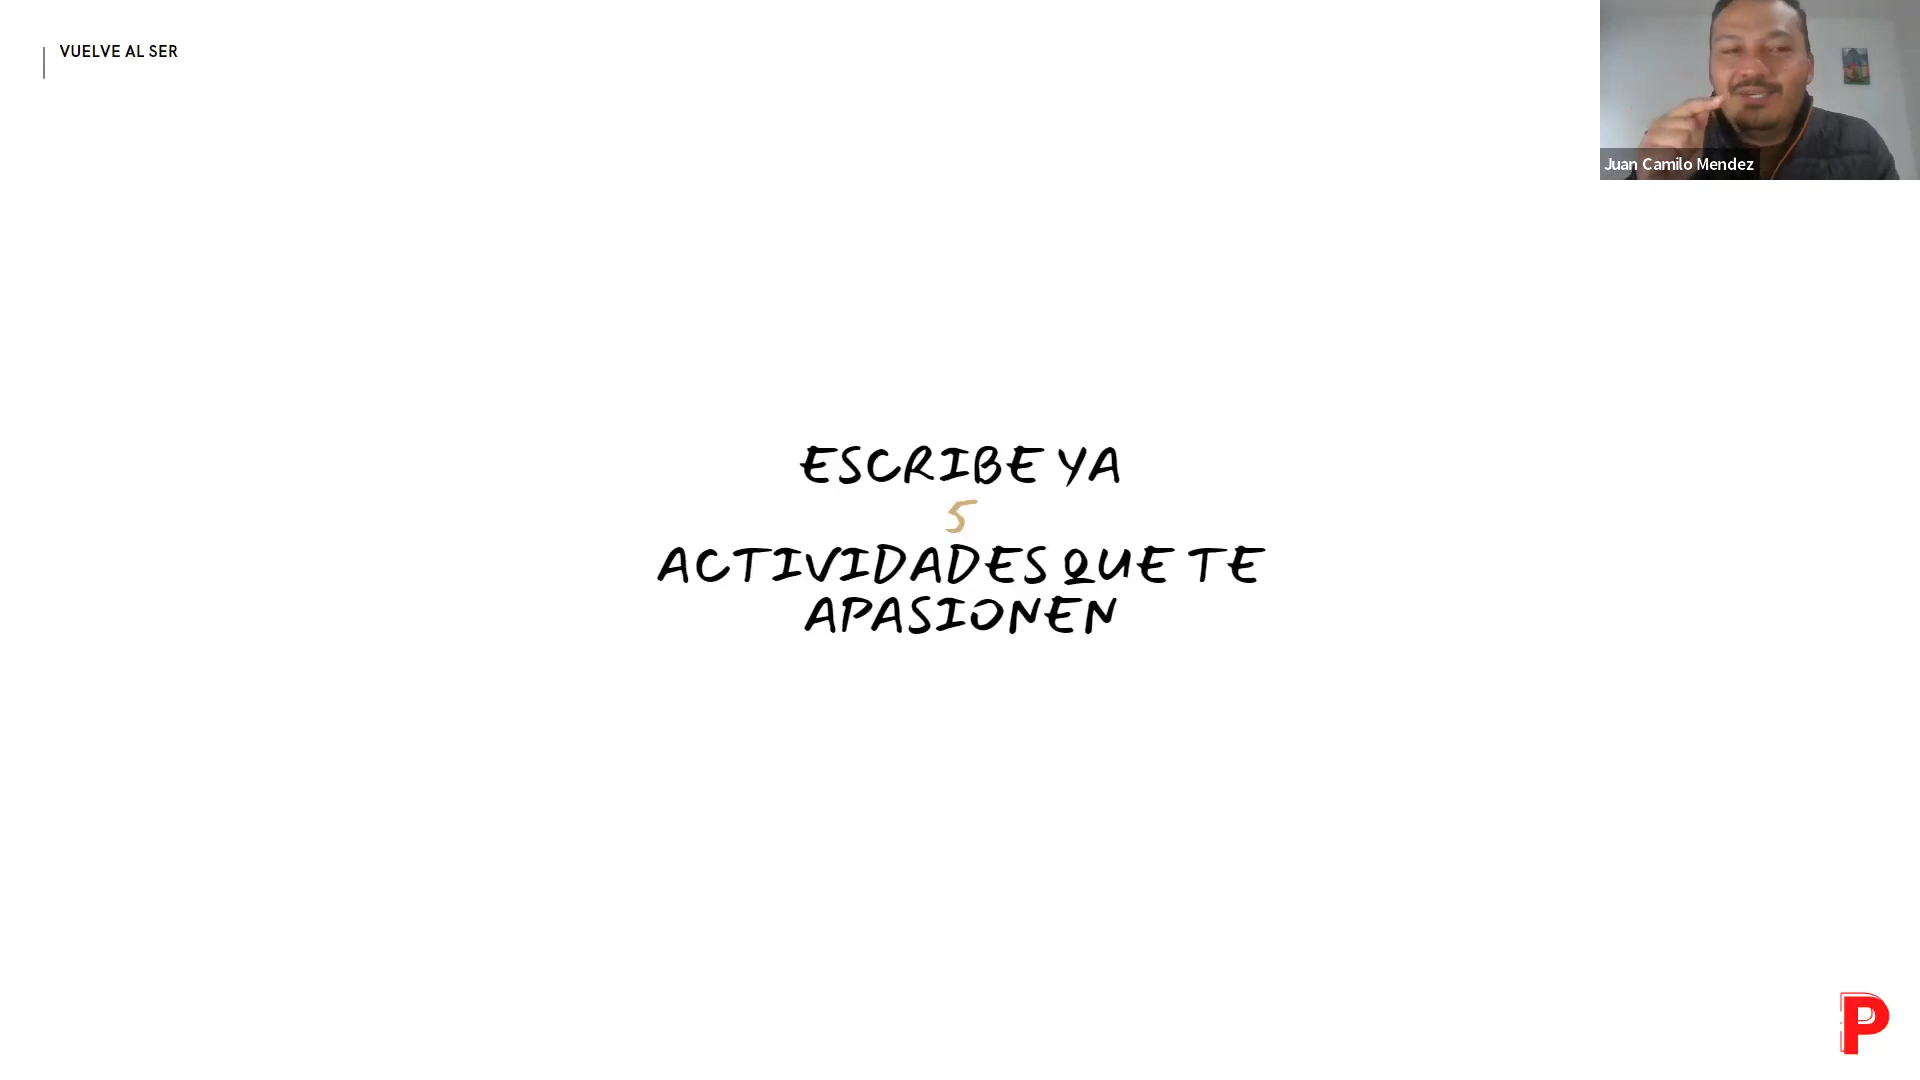 VUELVE AL SER
Juan Camilo Mendez
ESCRIBE YA
5
ACTIVIDADES QUE TE
APASIONEN
P